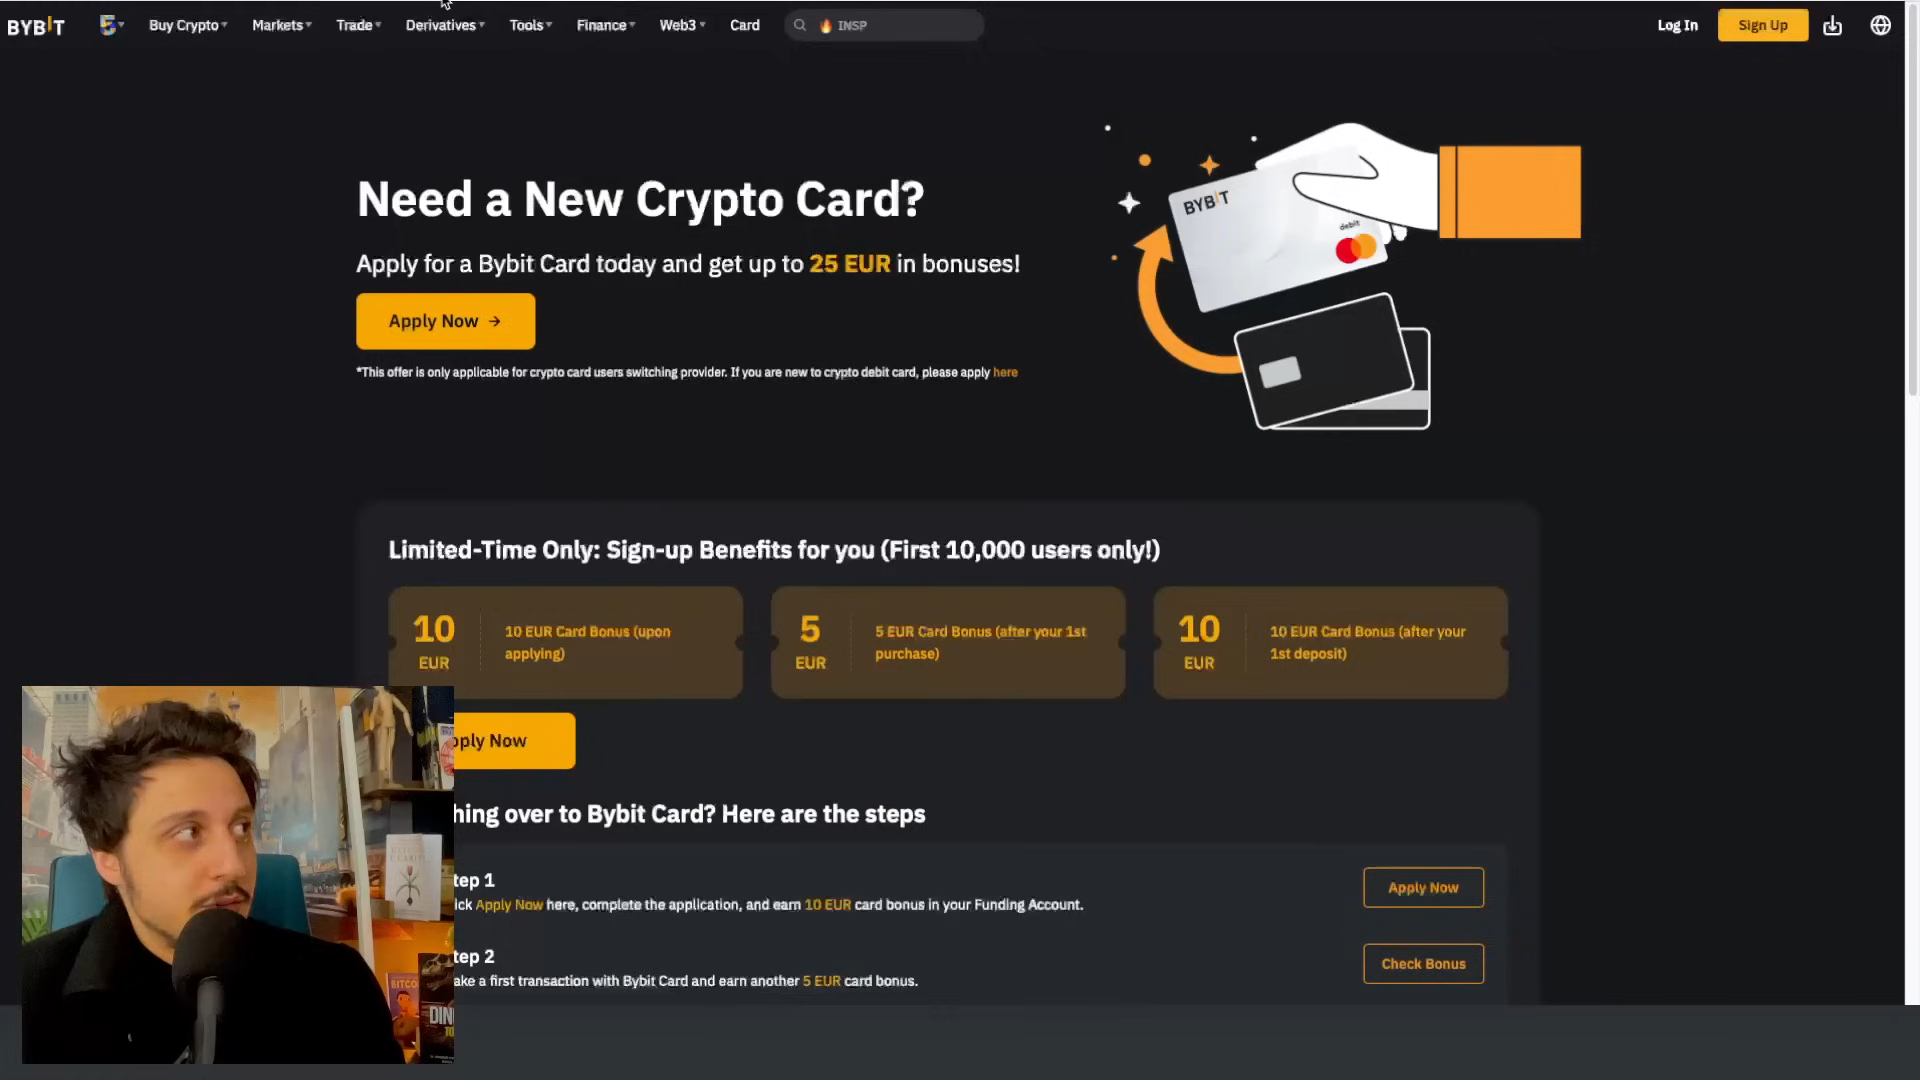 BYBIT
Buy Crypto
Markets
Trade
Derivatives
Tools
Finance
Web3
Card
INSP
Log In
Sign Up
Need a New Crypto Card?
Apply for a Bybit Card today and get up to 25 EUR in bonuses!
Apply Now →
*This offer is only applicable for crypto card users switching provider. If you are new to crypto debit card, please apply here
BYBIT
debit
Limited-Time Only: Sign-up Benefits for you (First 10,000 users only!)
10
EUR
10 EUR Card Bonus (upon
applying)
5
EUR
5 EUR Card Bonus (after your 1st
purchase)
10
EUR
10 EUR Card Bonus (after your
1st deposit)
pply Now
hing over to Bybit Card? Here are the steps
tep 1
ick Apply Now here, complete the application, and earn 10 EUR card bonus in your Funding Account.
Apply Now
tep 2
ake a first transaction with Bybit Card and earn another 5 EUR card bonus.
Check Bonus